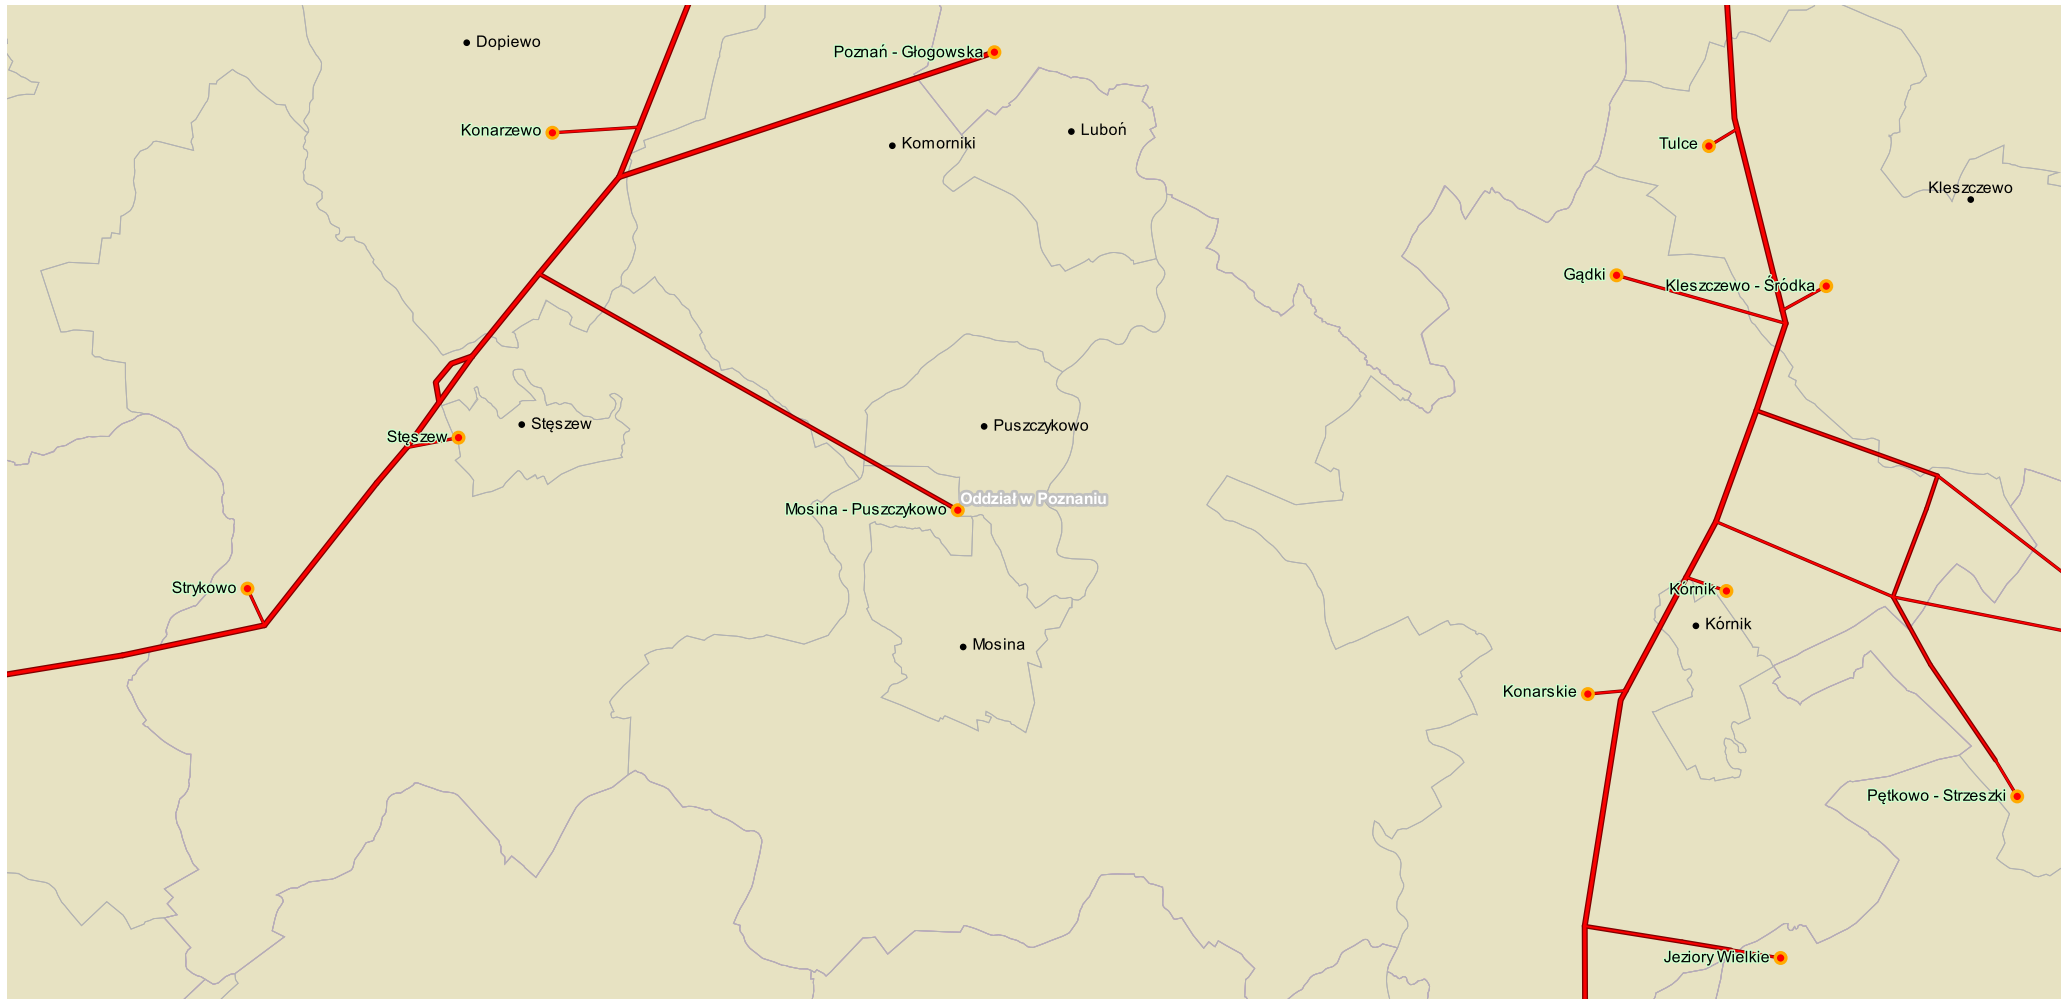 Dopiewo
Poznań - Głogowska
Konarzewo
Komorniki
Luboń
Tulce
Kleszczewo
Gądki
Kleszczewo - Śródka
Stęszew
Stęszew
Puszczykowo
Oddział w Poznaniu
Mosina - Puszczykowo
Strykowo
Kórnik
Kórnik
Mosina
Konarskie
Pętkowo - Strzeszki
Jeziory Wielkie